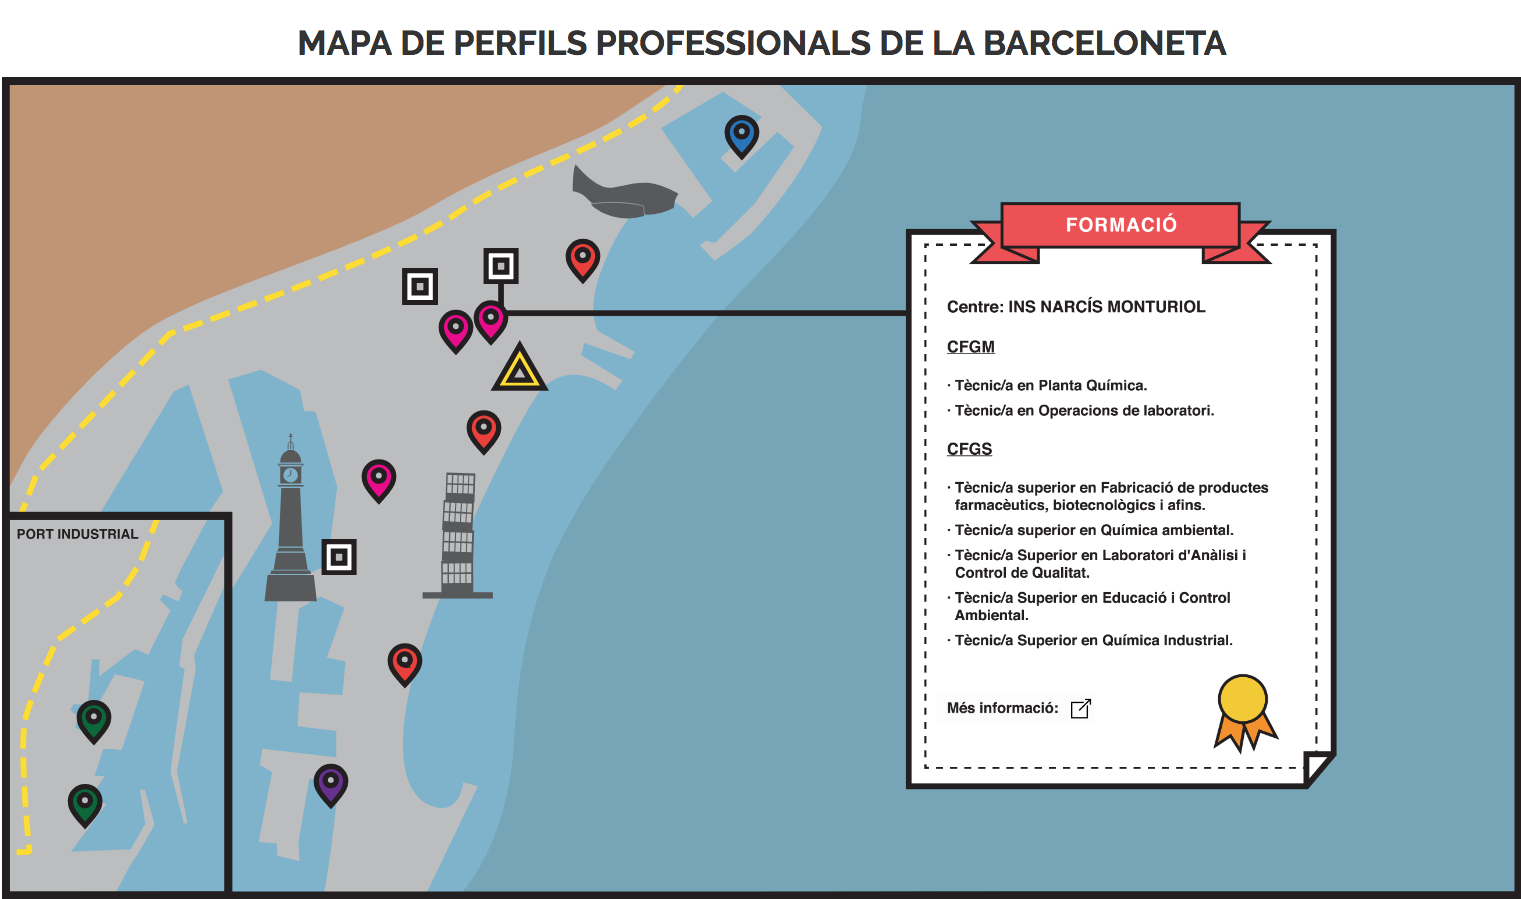 MAPA DE PERFILS PROFESSIONALS DE LA BARCELONETA
FORMACIÓ
Centre: INS NARCÍS MONTURIOL
CFGM
· Tècnic/a en Planta Química.
· Tècnic/a en Operacions de laboratori.
CFGS
· Tècnic/a superior en Fabricació de productes
farmacèutics, biotecnològics i afins.
· Tècnic/a superior en Química ambiental.
· Tècnic/a Superior en Laboratori d'Anàlisi i
Control de Qualitat.
· Tècnic/a Superior en Educació i Control
Ambiental.
· Tècnic/a Superior en Química Industrial.
Més informació:
PORT INDUSTRIAL